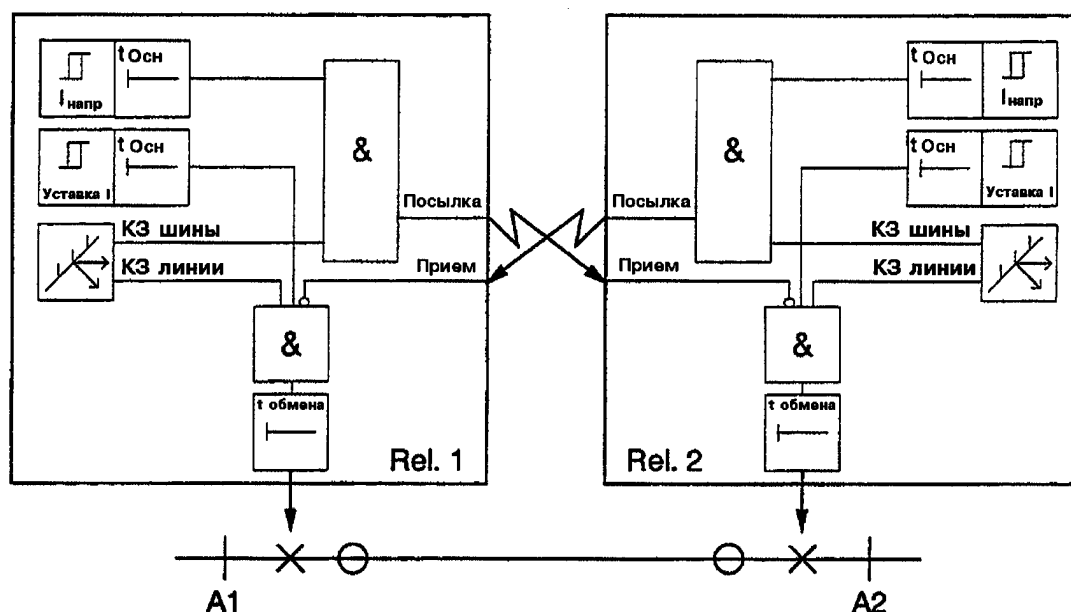 t Осн
I напр
&
t Осн
Уставка I
Посылка
КЗ шины
КЗ линии
Прием
&
t обмена
Rel. 1
t Осн
I напр
&
t Осн
Уставка I
Посылка
КЗ шины
Прием
КЗ линии
&
t обмена
Rel. 2
A1
A2